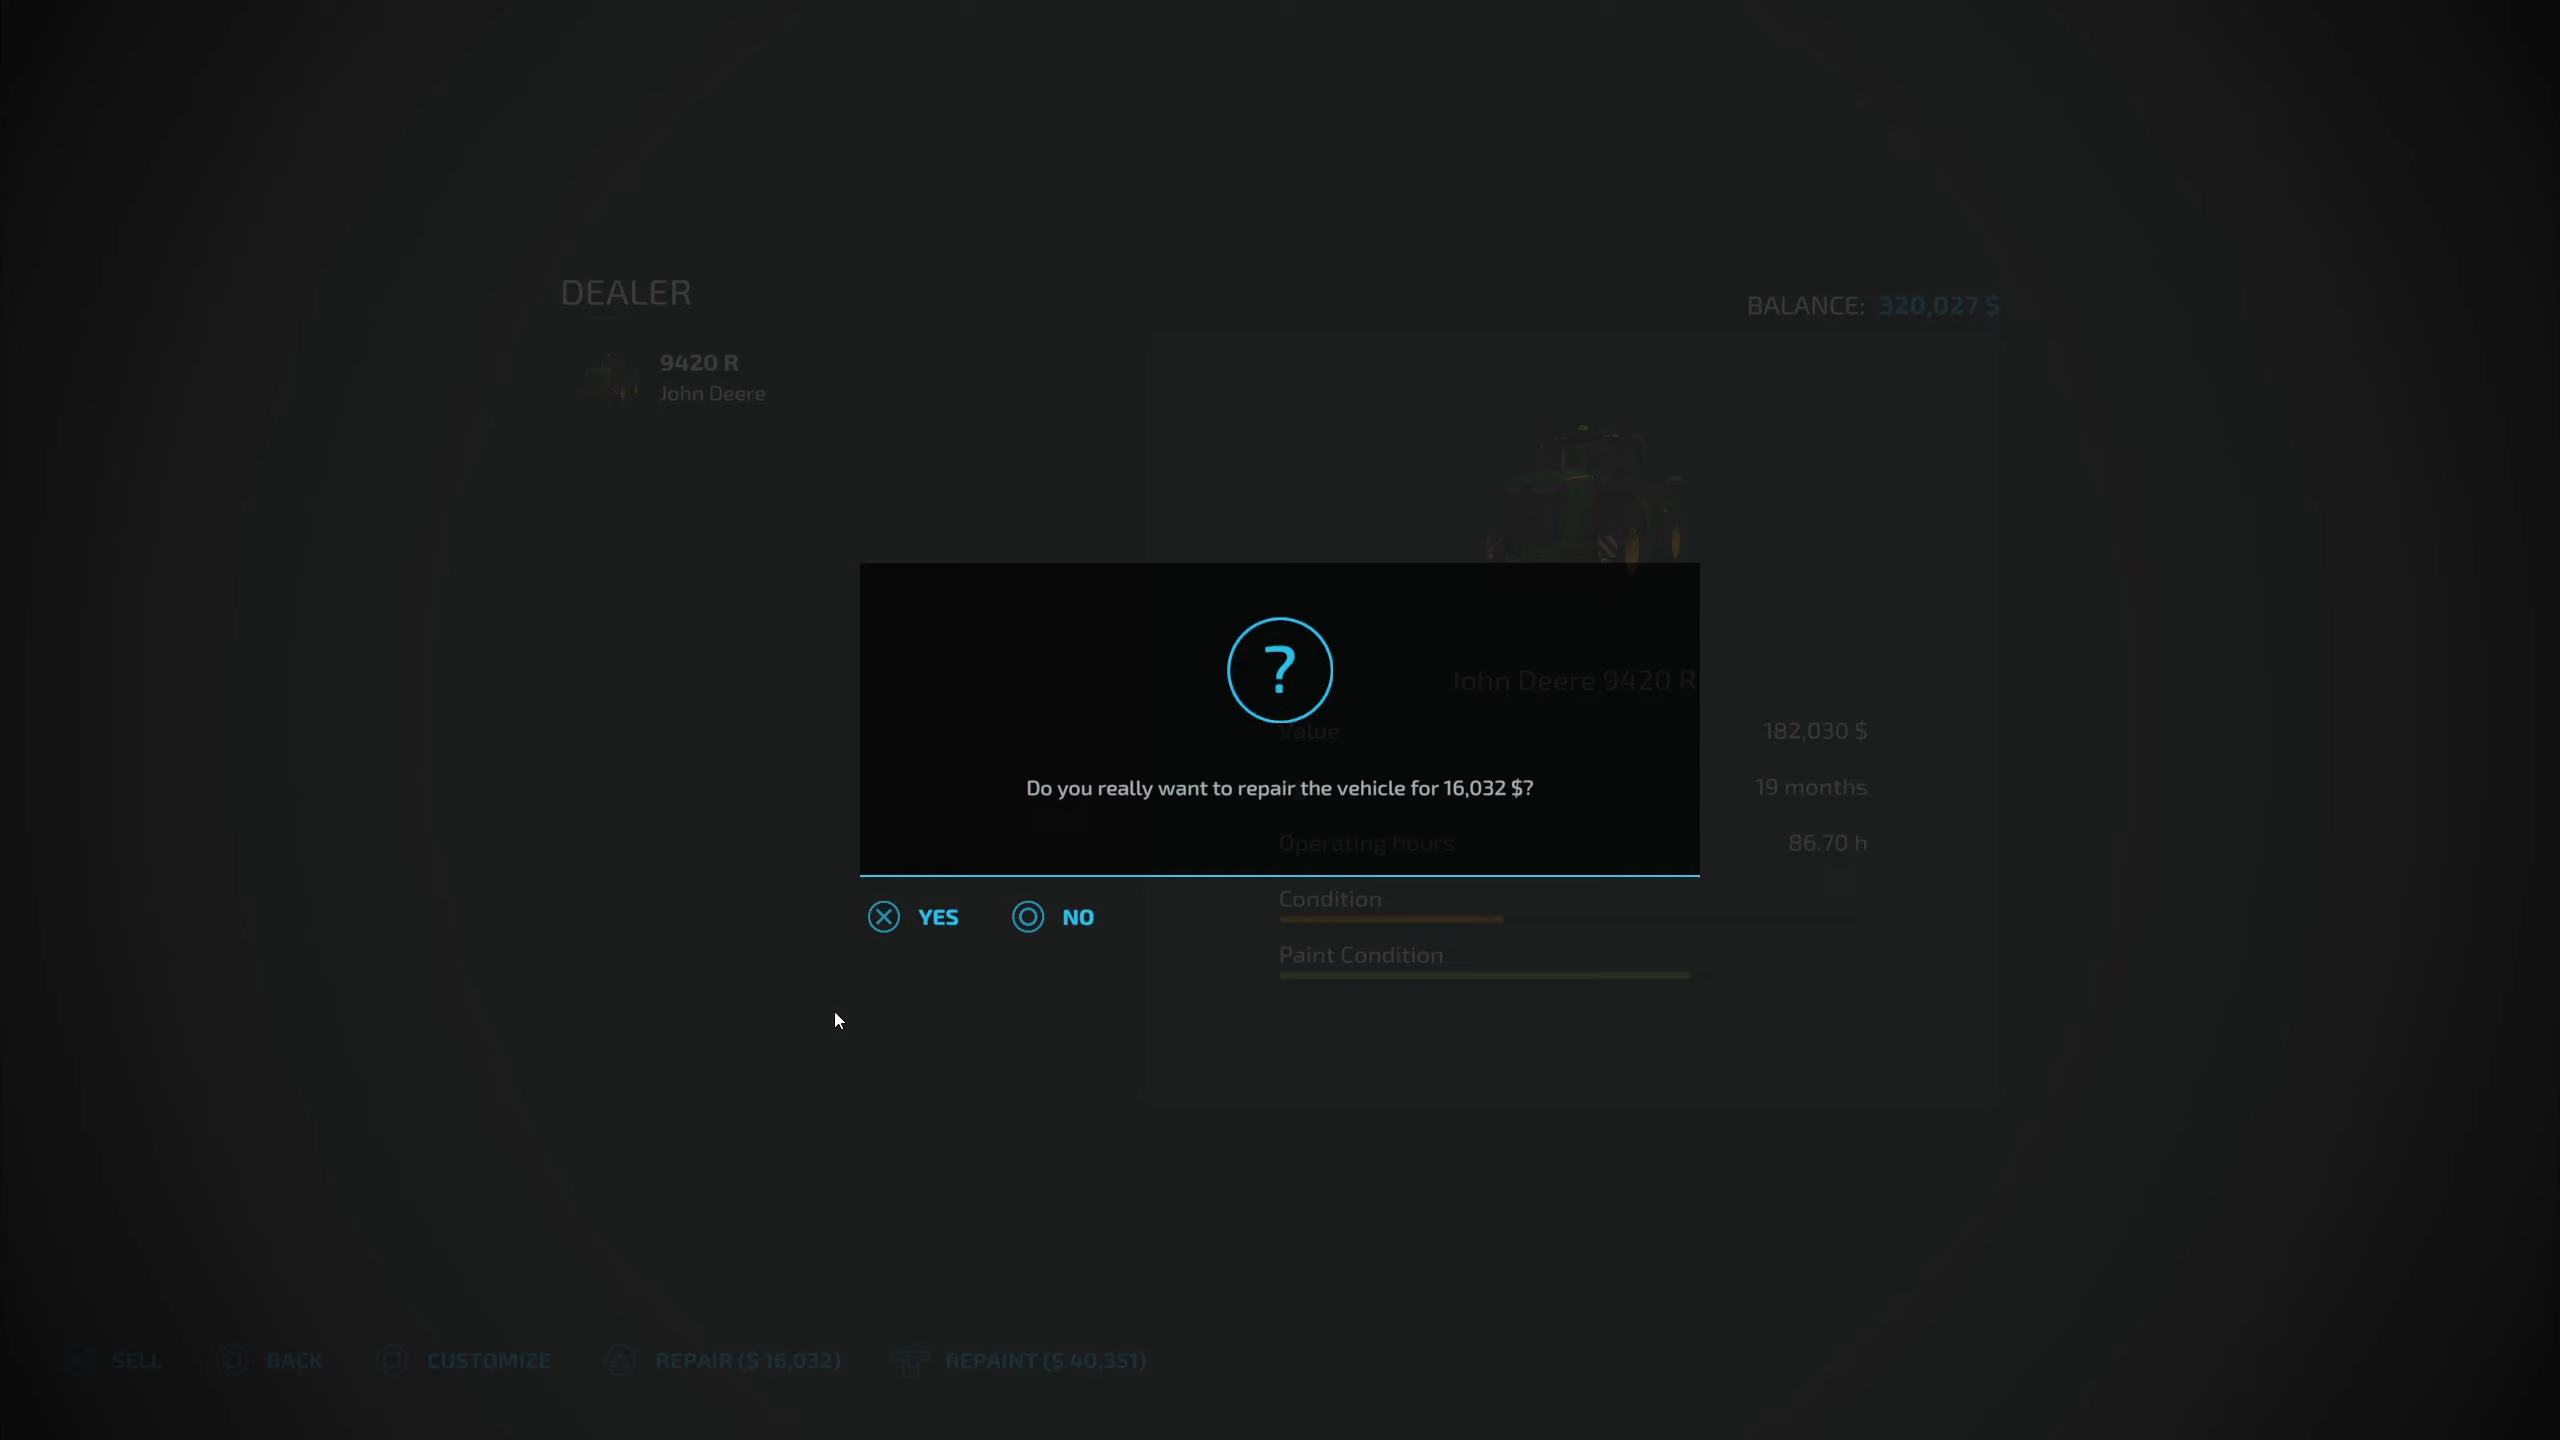 DEALER
BALANCE: 320,027 $
9420 R
John Deere
?
John Deere 9420 R
Value 182,030 $
Do you really want to repair the vehicle for 16,032 $?
19 months
Operating hours 86.70 h
Condition
YES NO
Paint Condition
SELL BACK CUSTOMIZE REPAIR ($ 16,032) REPAINT ($ 40,351)